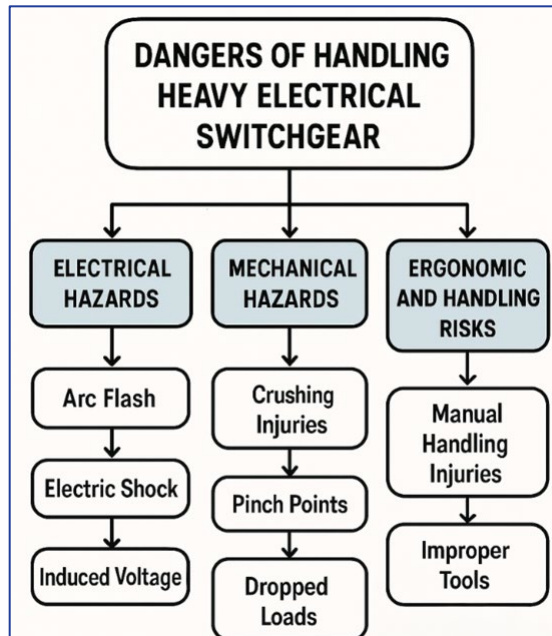 DANGERS OF HANDLING
HEAVY ELECTRICAL
SWITCHGEAR
ELECTRICAL
HAZARDS
Arc Flash
Electric Shock
Induced Voltage
MECHANICAL
HAZARDS
Crushing
Injuries
Pinch Points
Dropped
Loads
ERGONOMIC
AND HANDLING
RISKS
Manual
Handling
Injuries
Improper
Tools